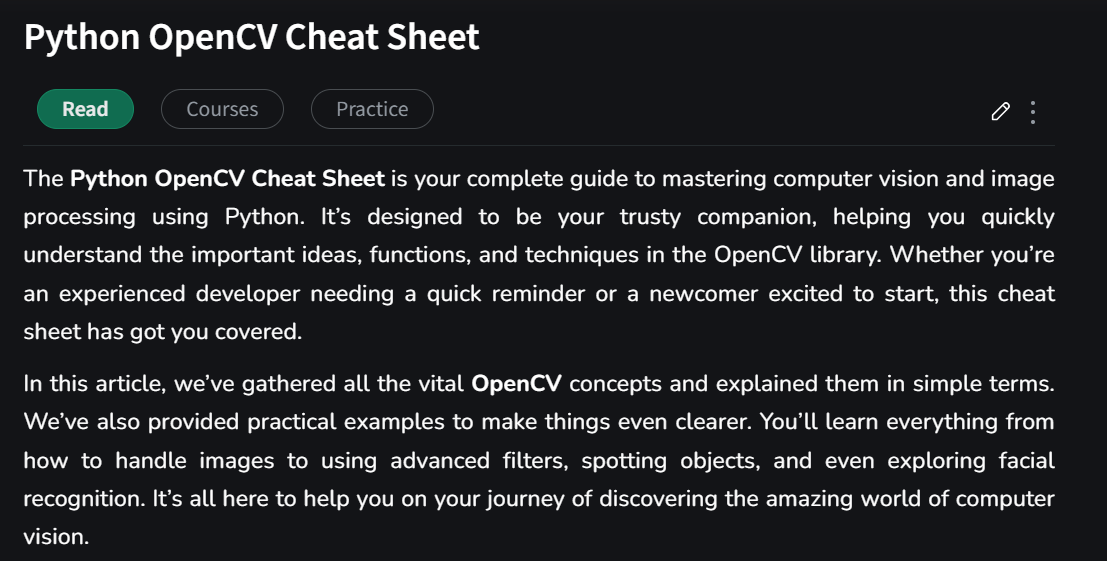 Python OpenCV Cheat Sheet
Read Courses Practice
The Python OpenCV Cheat Sheet is your complete guide to mastering computer vision and image
processing using Python. It’s designed to be your trusty companion, helping you quickly
understand the important ideas, functions, and techniques in the OpenCV library. Whether you’re
an experienced developer needing a quick reminder or a newcomer excited to start, this cheat
sheet has got you covered.
In this article, we’ve gathered all the vital OpenCV concepts and explained them in simple terms.
We’ve also provided practical examples to make things even clearer. You’ll learn everything from
how to handle images to using advanced filters, spotting objects, and even exploring facial
recognition. It’s all here to help you on your journey of discovering the amazing world of computer
vision.